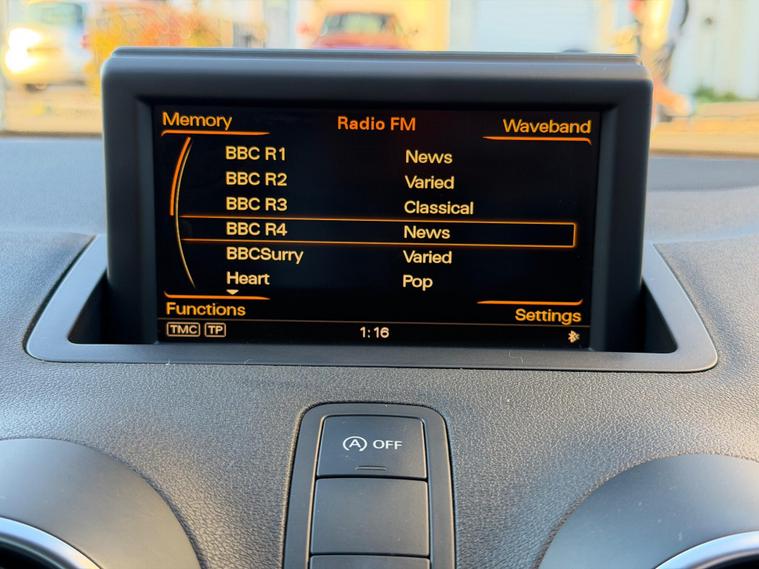 Memory Radio FM Waveband
BBC R1 News
BBC R2 Varied
BBC R3 Classical
BBC R4 News
BBCSurry Varied
Heart Pop
Functions Settings
TMC TP 1:16
A OFF